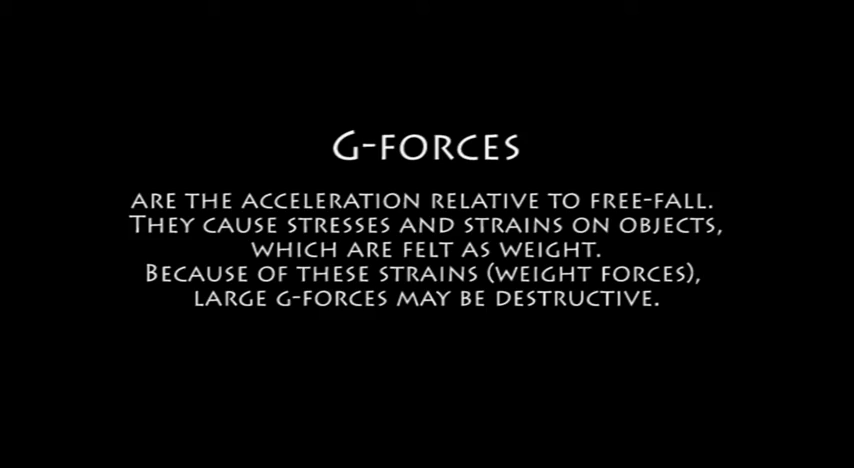 G-FORCES
ARE THE ACCELERATION RELATIVE TO FREE-FALL.
THEY CAUSE STRESSES AND STRAINS ON OBJECTS,
WHICH ARE FELT AS WEIGHT.
BECAUSE OF THESE STRAINS (WEIGHT FORCES),
LARGE G-FORCES MAY BE DESTRUCTIVE.